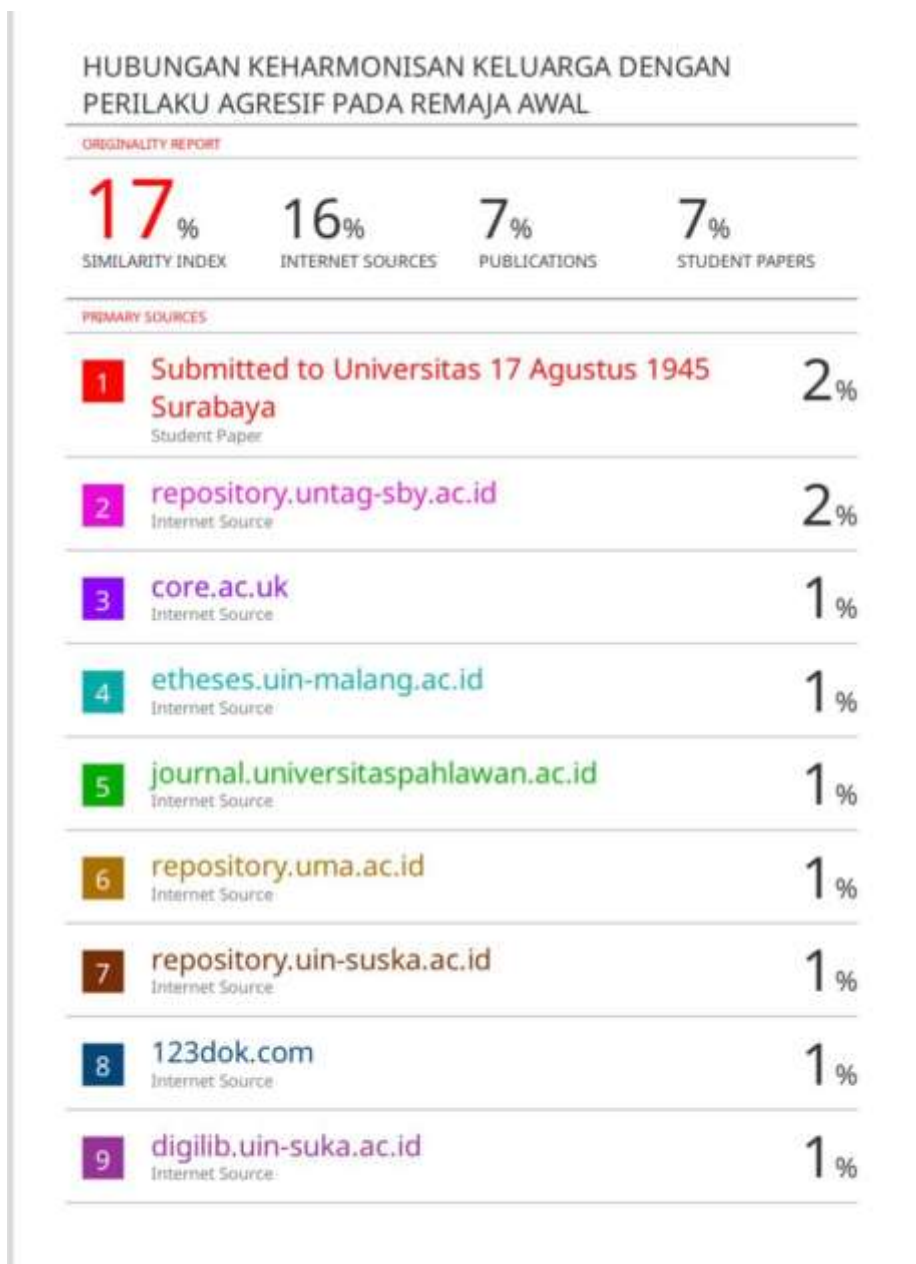 HUBUNGAN KEHARMONISAN KELUARGA DENGAN
PERILAKU AGRESIF PADA REMAJA AWAL
ORIGINALITY REPORT
17% 16% 7% 7%
SIMILARITY INDEX INTERNET SOURCES PUBLICATIONS STUDENT PAPERS
PRIMARY SOURCES
1 Submitted to Universitas 17 Agustus 1945 2%
Surabaya
Student Paper
2 repository.untag-sby.ac.id 2%
Internet Source
3 core.ac.uk 1%
Internet Source
4 etheses.uin-malang.ac.id 1%
Internet Source
5 journal.universitaspahlawan.ac.id 1%
Internet Source
6 repository.uma.ac.id 1%
Internet Source
7 repository.uin-suska.ac.id 1%
Internet Source
8 123dok.com 1%
Internet Source
9 digilib.uin-suka.ac.id 1%
Internet Source